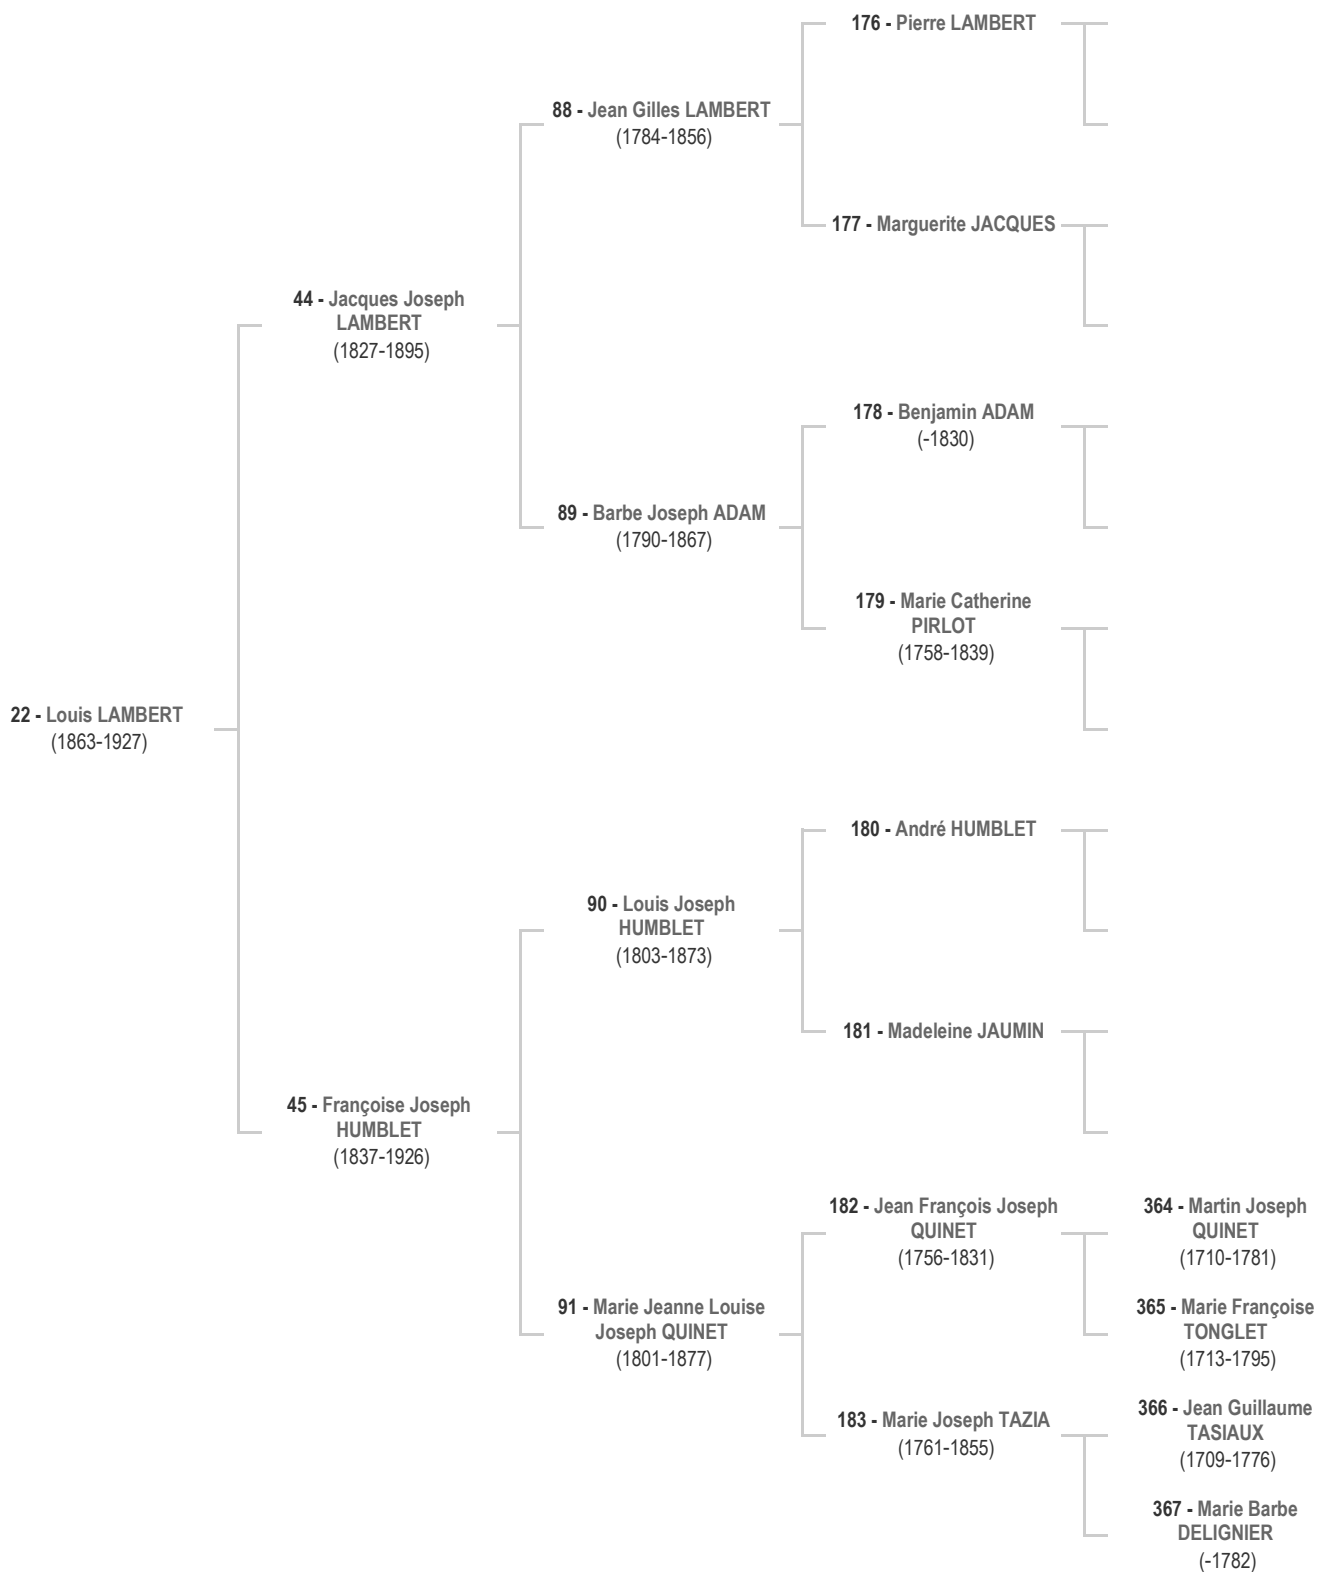 176 - Pierre LAMBERT
88 - Jean Gilles LAMBERT
(1784-1856)
177 - Marguerite JACQUES
44 - Jacques Joseph
LAMBERT
(1827-1895)
178 - Benjamin ADAM
(-1830)
89 - Barbe Joseph ADAM
(1790-1867)
179 - Marie Catherine
PIRLOT
(1758-1839)
22 - Louis LAMBERT
(1863-1927)
180 - André HUMBLET
90 - Louis Joseph
HUMBLET
(1803-1873)
181 - Madeleine JAUMIN
45 - Françoise Joseph
HUMBLET
(1837-1926)
182 - Jean François Joseph
QUINET
(1756-1831)
364 - Martin Joseph
QUINET
(1710-1781)
91 - Marie Jeanne Louise
Joseph QUINET
(1801-1877)
365 - Marie Françoise
TONGLET
(1713-1795)
183 - Marie Joseph TAZIA
(1761-1855)
366 - Jean Guillaume
TASIAUX
(1709-1776)
367 - Marie Barbe
DELIGNIER
(-1782)